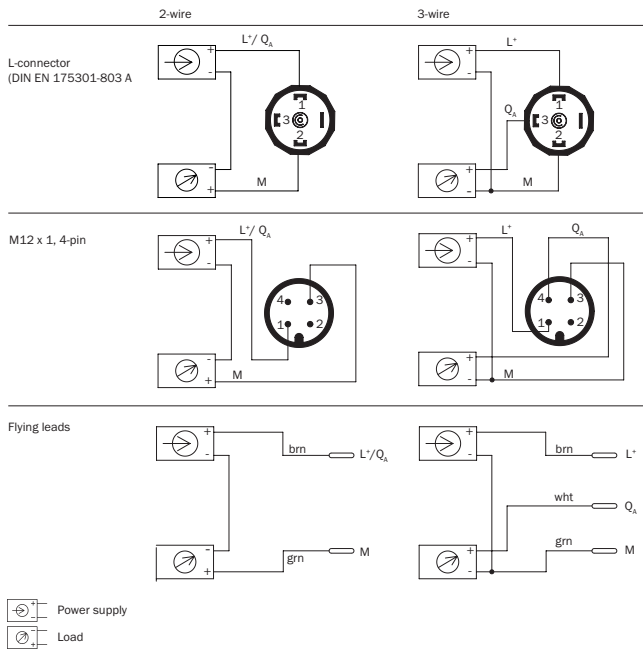 2-wire 3-wire
L-connector
(DIN EN 175301-803 A
+ L⁺/ Q_A
-
1
3
2
-
+ M
+ L⁺
-
1
Q_A 3
2
+
- M
M12 x 1, 4-pin
+ L⁺/ Q_A
-
4 3
1 2
-
+ M
+ L⁺ Q_A
-
4 3
1 2
+
- M
Flying leads
+ brn L⁺/Q_A
-
-
+ grn M
+ brn L⁺
-
wht Q_A
+ grn M
-
+
- Power supply
-
+ Load